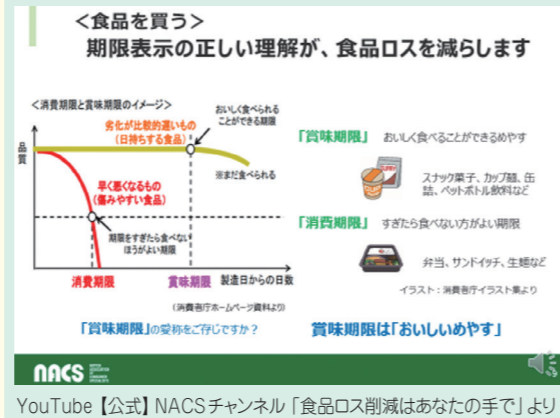 ＜食品を買う＞
期限表示の正しい理解が、食品ロスを減らします
＜消費期限と賞味期限のイメージ＞
品質
劣化が比較的遅いもの
（日持ちする食品）
おいしく食べられる
ことができる期限
※まだ食べられる
早く悪くなるもの
（傷みやすい食品）
期限をすぎたら食べない
ほうがよい期限
消費期限
賞味期限
製造日からの日数
（消費者庁ホームページ資料より）
「賞味期限」の愛称をご存じですか？
「賞味期限」 おいしく食べることができるめやす
スナック菓子、カップ麺、缶
詰、ペットボトル飲料など
「消費期限」 すぎたら食べない方がよい期限
弁当、サンドイッチ、生麺など
イラスト：消費者庁イラスト集より
賞味期限は「おいしいめやす」
NACS
YouTube【公式】NACSチャンネル「食品ロス削減はあなたの手で」より